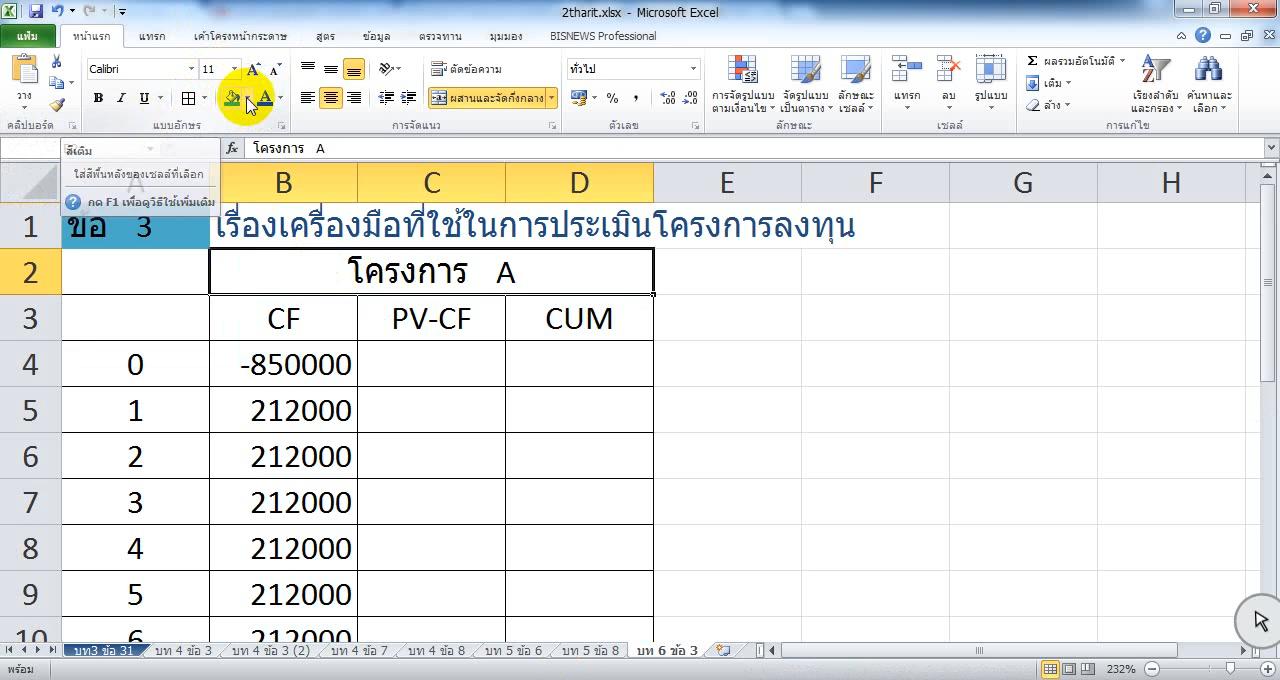 2tharit.xlsx - Microsoft Excel
แฟ้ม หน้าแรก แทรก เค้าโครงหน้ากระดาษ สูตร ข้อมูล ตรวจทาน มุมมอง BISNEWS Professional
Calibri 11 ตัดข้อความ ทั่วไป ผลรวมอัตโนมัติ
วาง B I U A ผสานและจัดกึ่งกลาง % , การจัดรูปแบบตามเงื่อนไข จัดรูปแบบเป็นตาราง ลักษณะเซลล์ แทรก ลบ รูปแบบ เติม ล้าง เรียงลำดับและกรอง ค้นหาและเลือก
คลิปบอร์ด แบบอักษร การจัดแนว ตัวเลข ลักษณะ เซลล์ การแก้ไข
fx โครงการ A
สีเติม
ใส่สีพื้นหลังของเซลล์ที่เลือก
กด F1 เพื่อดูวิธีใช้เพิ่มเติม
A B C D E F G H
1 ข้อ 3 เรื่องเครื่องมือที่ใช้ในการประเมินโครงการลงทุน
2 โครงการ A
3 CF PV-CF CUM
4 0 -850000
5 1 212000
6 2 212000
7 3 212000
8 4 212000
9 5 212000
10 6 212000
บท3 ข้อ 31 บท 4 ข้อ 3 บท 4 ข้อ 3 (2) บท 4 ข้อ 7 บท 4 ข้อ 8 บท 5 ข้อ 6 บท 5 ข้อ 8 บท 6 ข้อ 3
พร้อม 232%